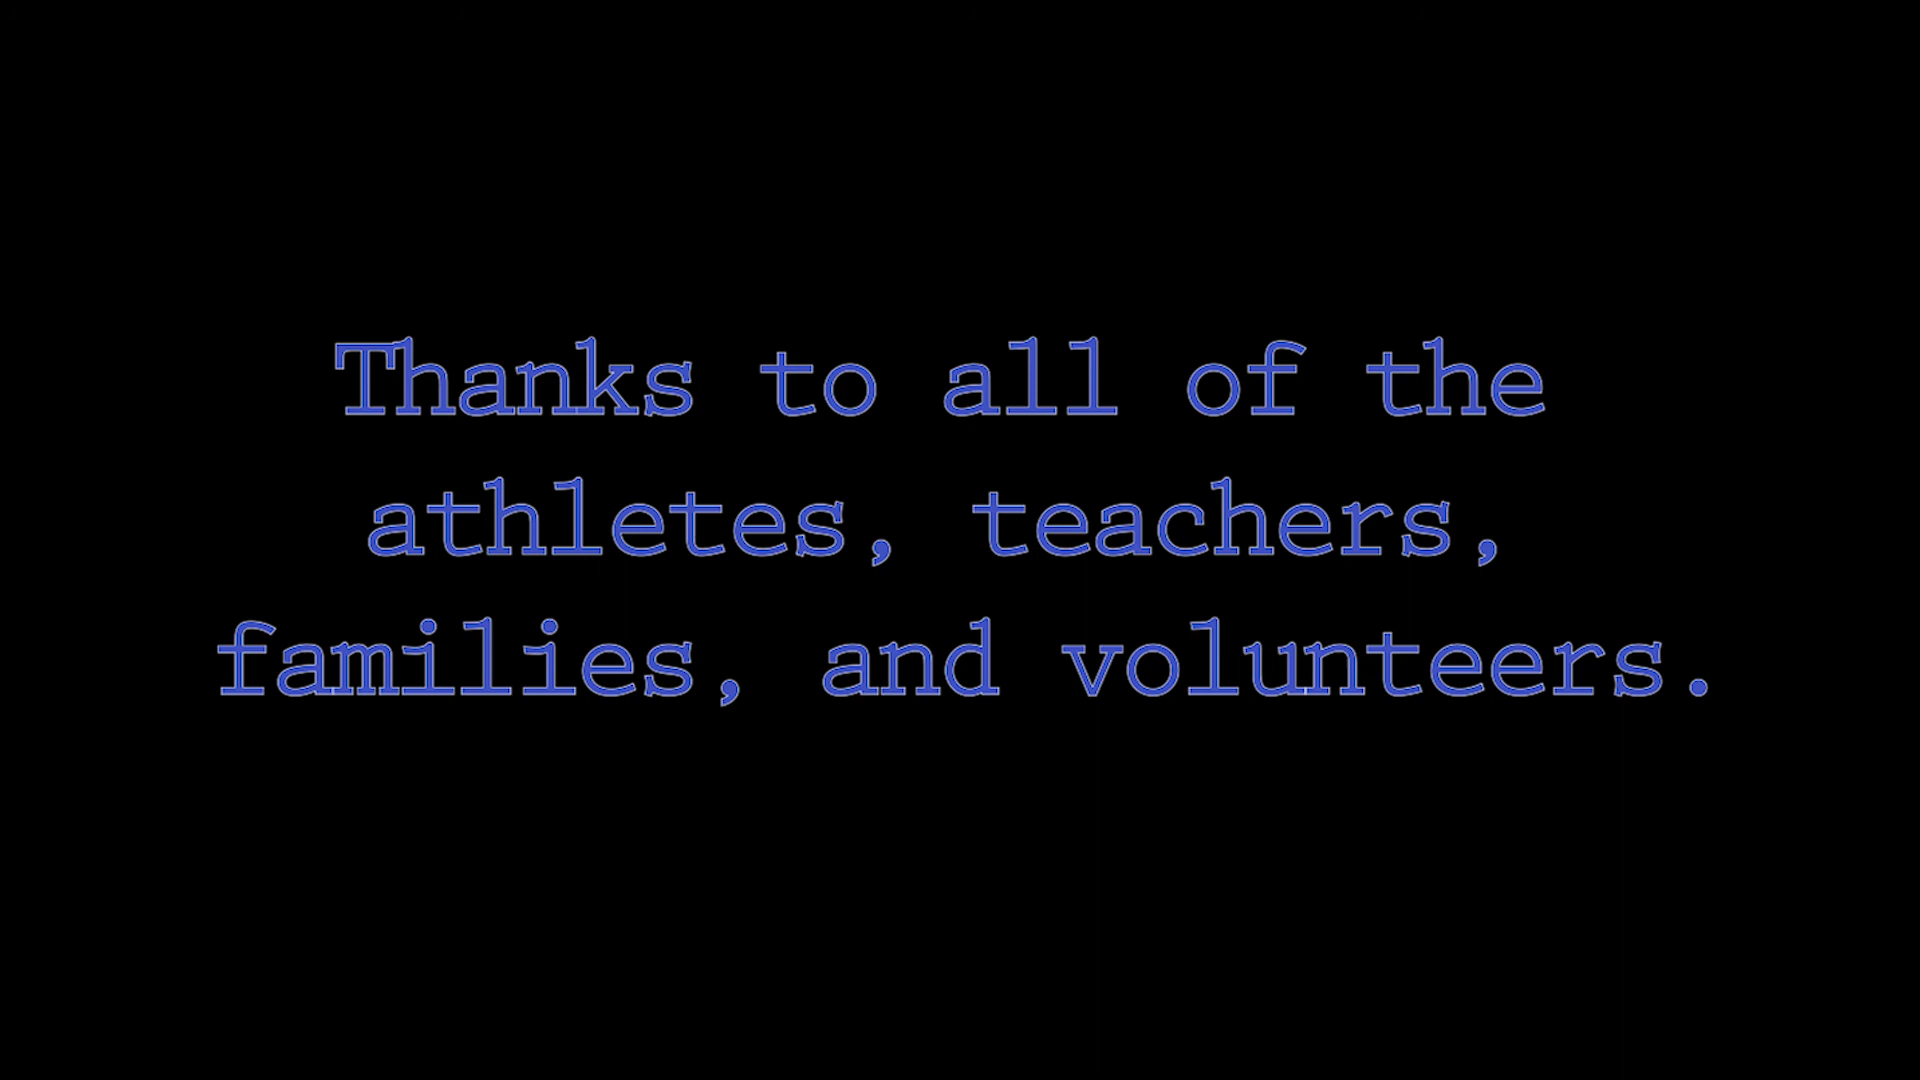 Thanks to all of the
athletes, teachers,
families, and volunteers.